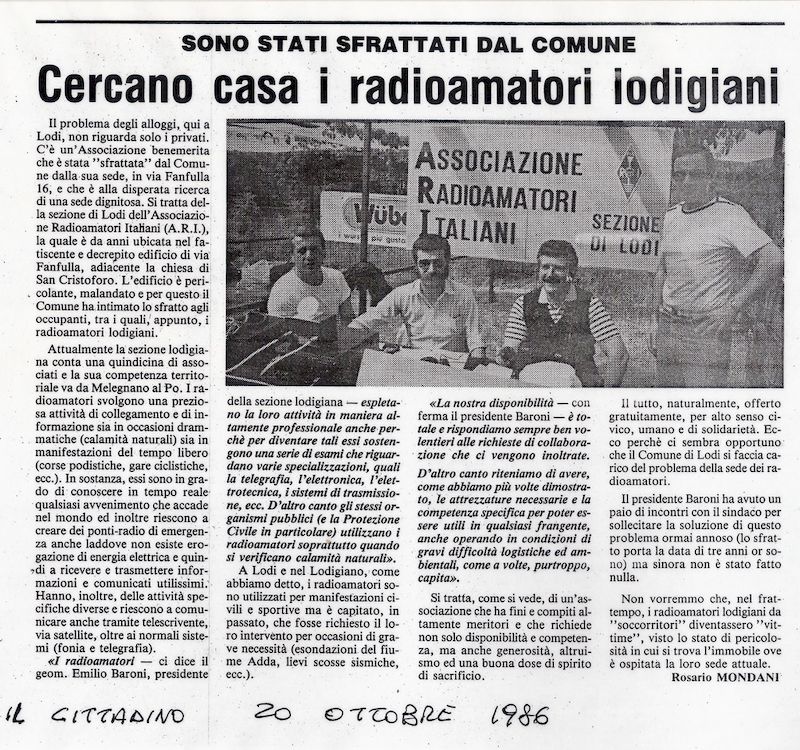 SONO STATI SFRATTATI DAL COMUNE
Cercano casa i radioamatori lodigiani
Il problema degli alloggi, qui a
Lodi, non riguarda solo i privati.
C'è un'Associazione benemerita
che è stata "sfrattata" dal Comu-
ne dalla sua sede, in via Fanfulla
16, e che è alla disperata ricerca
di una sede dignitosa. Si tratta del-
la sezione di Lodi dell'Associazio-
ne Radioamatori Italiani (A.R.I.),
la quale è da anni ubicata nel fa-
tiscente e decrepito edificio di via
Fanfulla, adiacente la chiesa di
San Cristoforo. L'edificio è peri-
colante, malandato e per questo il
Comune ha intimato lo sfratto agli
occupanti, tra i quali, appunto, i
radioamatori lodigiani.
Attualmente la sezione lodigia-
na conta una quindicina di asso-
ciati e la sua competenza territo-
riale va da Melegnano al Po. I ra-
dioamatori svolgono una prezio-
sa attività di collegamento e di in-
formazione sia in occasioni dram-
matiche (calamità naturali) sia in
manifestazioni del tempo libero
(corse podistiche, gare ciclistiche,
ecc.). In sostanza, essi sono in gra-
do di conoscere in tempo reale
qualsiasi avvenimento che accade
nel mondo ed inoltre riescono a
creare dei ponti-radio di emergen-
za anche laddove non esiste ero-
gazione di energia elettrica e quin-
di a ricevere e trasmettere infor-
mazioni e comunicati utilissimi.
Hanno, inoltre, delle attività spe-
cifiche diverse e riescono a comu-
nicare anche tramite telescrivente,
via satellite, oltre ai normali siste-
mi (fonia e telegrafia).
«I radioamatori — ci dice il
geom. Emilio Baroni, presidente
ASSOCIAZIONE
RADIOAMATORI
ITALIANI
SEZIONE
DI LODI
Wübe
i wurstel più gusto
della sezione lodigiana — espleta-
no la loro attività in maniera al-
tamente professionale anche per-
chè per diventare tali essi sosten-
gono una serie di esami che riguar-
dano varie specializzazioni, quali
la telegrafia, l'elettronica, l'elet-
trotecnica, i sistemi di trasmissio-
ne, ecc. D'altro canto gli stessi or-
ganismi pubblici (e la Protezione
Civile in particolare) utilizzano i
radioamatori sopratutto quando
si verificano calamità naturali».
A Lodi e nel Lodigiano, come
abbiamo detto, i radioamatori so-
no utilizzati per manifestazioni ci-
vili e sportive ma è capitato, in
passato, che fosse richiesto il lo-
ro intervento per occasioni di gra-
ve necessità (esondazioni del fiu-
me Adda, lievi scosse sismiche,
ecc.).
«La nostra disponibilità — con
ferma il presidente Baroni — è to-
tale e rispondiamo sempre ben vo-
lentieri alle richieste di collabora-
zione che ci vengono inoltrate.
D'altro canto riteniamo di avere,
come abbiamo più volte dimostra-
to, le attrezzature necessarie e la
competenza specifica per poter es-
sere utili in qualsiasi frangente,
anche operando in condizioni di
gravi difficoltà logistiche ed am-
bientali, come a volte, purtroppo,
capita».
Si tratta, come si vede, di un'as-
sociazione che ha fini e compiti al-
tamente meritori e che richiede
non solo disponibilità e competen-
za, ma anche generosità, altrui-
smo ed una buona dose di spirito
di sacrificio.
Il tutto, naturalmente, offerto
gratuitamente, per alto senso ci-
vico, umano e di solidarietà. Ec-
co perchè ci sembra opportuno
che il Comune di Lodi si faccia ca-
rico del problema della sede dei ra-
dioamatori.
Il presidente Baroni ha avuto un
paio di incontri con il sindaco per
sollecitare la soluzione di questo
problema ormai annoso (lo sfrat-
to porta la data di tre anni or so-
no) ma sinora non è stato fatto
nulla.
Non vorremmo che, nel frat-
tempo, i radioamatori lodigiani da
"soccorritori" diventassero "vit-
time", visto lo stato di pericolosi-
tà in cui si trova l'immobile ove
è ospitata la loro sede attuale.
Rosario MONDANI
IL CITTADINO 20 OTTOBRE 1986